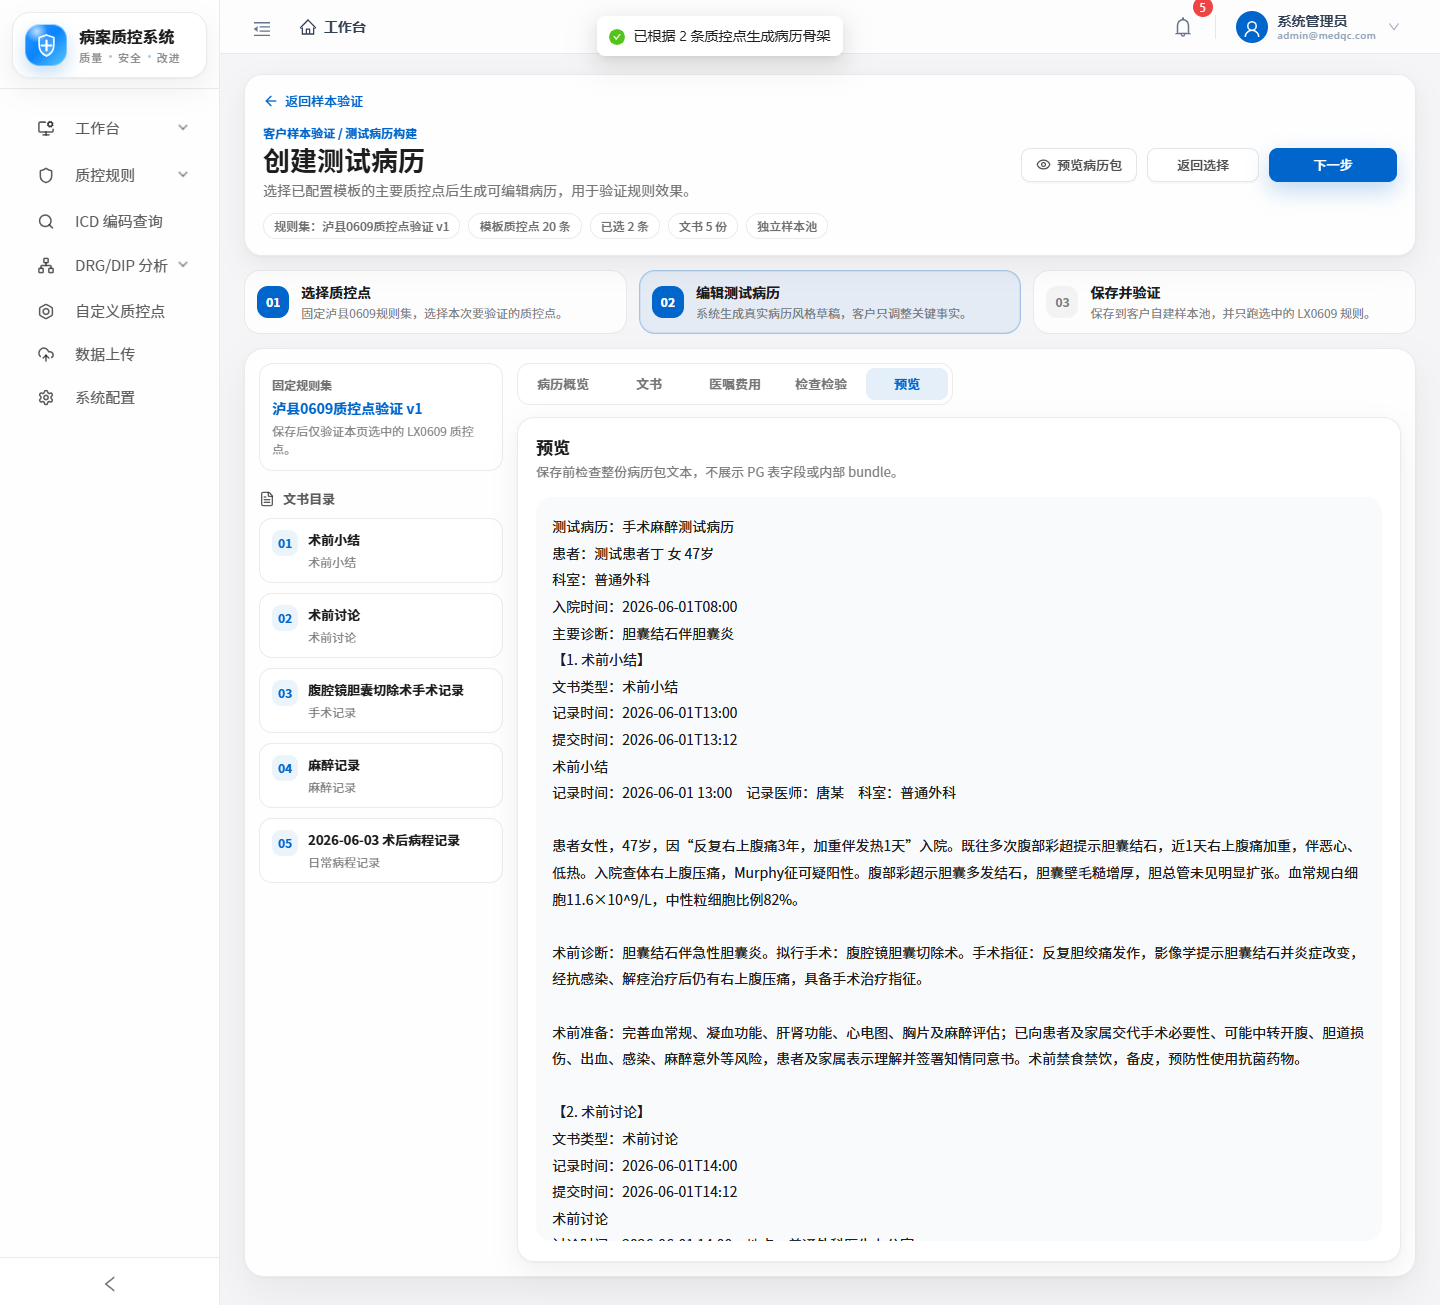 病案质控系统
质量 • 安全 • 改进
工作台
质控规则
ICD 编码查询
DRG/DIP 分析
自定义质控点
数据上传
系统配置
工作台
已根据 2 条质控点生成病历骨架
5
系统管理员
admin@medqc.com
返回样本验证
客户样本验证 / 测试病历构建
创建测试病历
选择已配置模板的主要质控点后生成可编辑病历，用于验证规则效果。
规则集：泸县0609质控点验证 v1
模板质控点 20 条
已选 2 条
文书 5 份
独立样本池
预览病历包
返回选择
下一步
01
选择质控点
固定泸县0609规则集，选择本次要验证的质控点。
02
编辑测试病历
系统生成真实病历风格草稿，客户只调整关键事实。
03
保存并验证
保存到客户自建样本池，并只跑选中的 LX0609 规则。
固定规则集
泸县0609质控点验证 v1
保存后仅验证本页选中的 LX0609 质控
点。
文书目录
01
术前小结
术前小结
02
术前讨论
术前讨论
03
腹腔镜胆囊切除术手术记录
手术记录
04
麻醉记录
麻醉记录
05
2026-06-03 术后病程记录
日常病程记录
病历概览
文书
医嘱费用
检查检验
预览
预览
保存前检查整份病历包文本，不展示 PG 表字段或内部 bundle。
测试病历：手术麻醉测试病历
患者：测试患者丁 女 47岁
科室：普通外科
入院时间：2026-06-01T08:00
主要诊断：胆囊结石伴胆囊炎
【1. 术前小结】
文书类型：术前小结
记录时间：2026-06-01T13:00
提交时间：2026-06-01T13:12
术前小结
记录时间：2026-06-01 13:00 记录医师：唐某 科室：普通外科
患者女性，47岁，因“反复右上腹痛3年，加重伴发热1天”入院。既往多次腹部彩超提示胆囊结石，近1天右上腹痛加重，伴恶心、
低热。入院查体右上腹压痛，Murphy征可疑阳性。腹部彩超示胆囊多发结石，胆囊壁毛糙增厚，胆总管未见明显扩张。血常规白细
胞11.6×10^9/L，中性粒细胞比例82%。
术前诊断：胆囊结石伴急性胆囊炎。拟行手术：腹腔镜胆囊切除术。手术指征：反复胆绞痛发作，影像学提示胆囊结石并炎症改变，
经抗感染、解痉治疗后仍有右上腹压痛，具备手术治疗指征。
术前准备：完善血常规、凝血功能、肝肾功能、心电图、胸片及麻醉评估；已向患者及家属交代手术必要性、可能中转开腹、胆道损
伤、出血、感染、麻醉意外等风险，患者及家属表示理解并签署知情同意书。术前禁食禁饮，备皮，预防性使用抗菌药物。
【2. 术前讨论】
文书类型：术前讨论
记录时间：2026-06-01T14:00
提交时间：2026-06-01T14:12
术前讨论